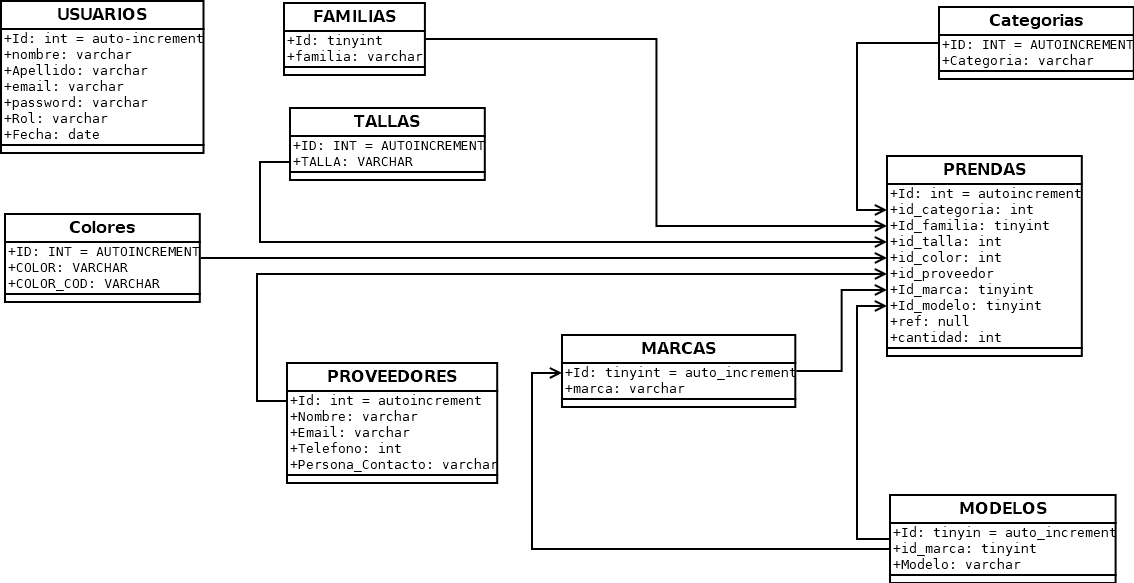 USUARIOS
+Id: int = auto-increment
+nombre: varchar
+Apellido: varchar
+email: varchar
+password: varchar
+Rol: varchar
+Fecha: date
FAMILIAS
+Id: tinyint
+familia: varchar
Categorias
+ID: INT = AUTOINCREMENT
+Categoria: varchar
TALLAS
+ID: INT = AUTOINCREMENT
+TALLA: VARCHAR
PRENDAS
+Id: int = autoincrement
+id_categoria: int
+Id_familia: tinyint
+id_talla: int
+id_color: int
+id_proveedor
+Id_marca: tinyint
+Id_modelo: tinyint
+ref: null
+cantidad: int
Colores
+ID: INT = AUTOINCREMENT
+COLOR: VARCHAR
+COLOR_COD: VARCHAR
MARCAS
+Id: tinyint = auto_increment
+marca: varchar
PROVEEDORES
+Id: int = autoincrement
+Nombre: varchar
+Email: varchar
+Telefono: int
+Persona_Contacto: varchar
MODELOS
+Id: tinyin = auto_increment
+id_marca: tinyint
+Modelo: varchar